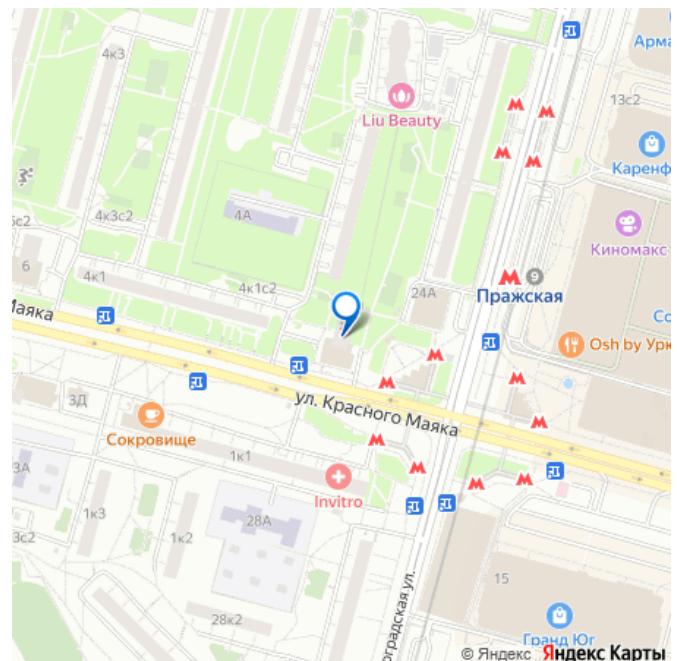 4к3
Арма
Liu Beauty
13с2
Каренф
4к3с2
4А
Киномакс
6
4к1
4к1с2
24А
М 9
Пражская
Со
Маяка
Osh by Урю
ул. Красного Маяка
3Д
Сокровище
1к1
3А
Invitro
1к3
28А
3с2
1к2
оградская ул.
15
28к2
Гранд Юг
© Яндекс Яндекс Карты